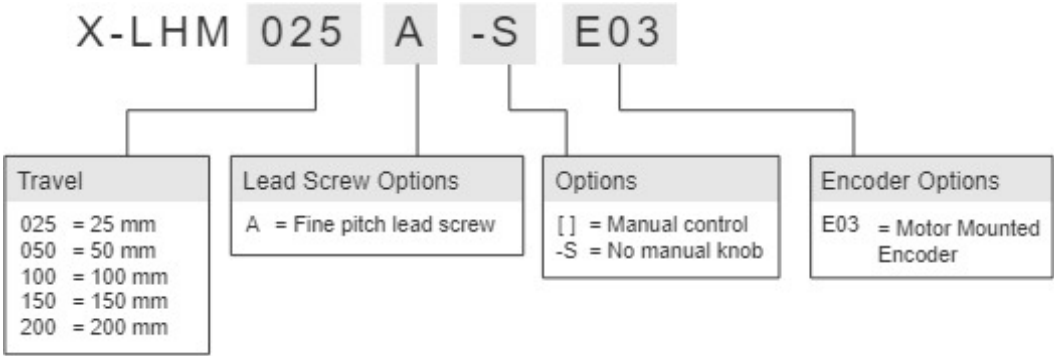 X-LHM 025 A -S E03
Travel
025 = 25 mm
050 = 50 mm
100 = 100 mm
150 = 150 mm
200 = 200 mm
Lead Screw Options
A = Fine pitch lead screw
Options
[ ] = Manual control
-S = No manual knob
Encoder Options
E03 = Motor Mounted
Encoder